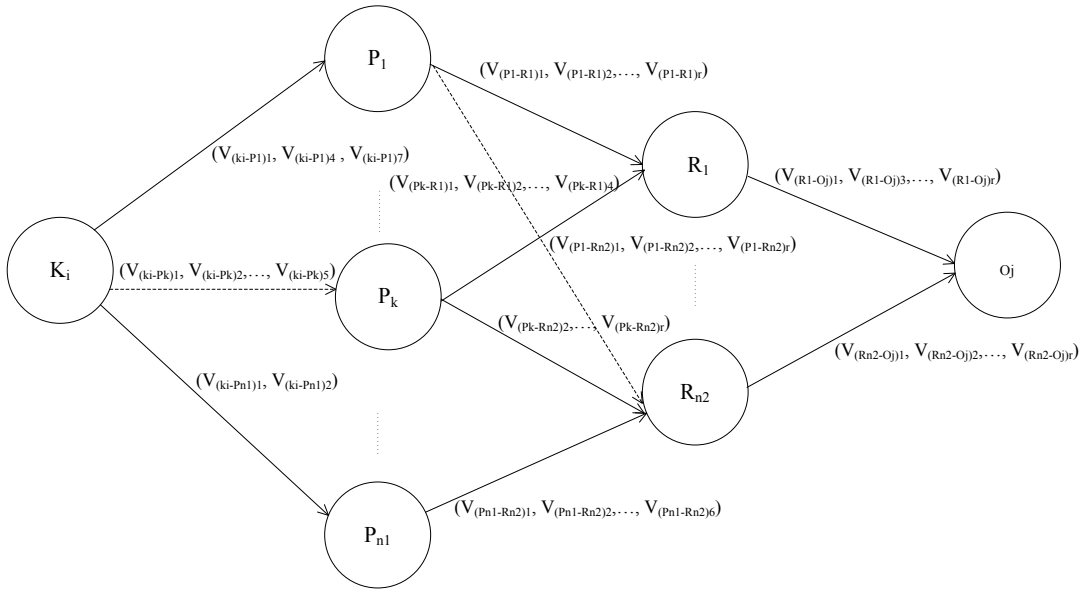 P1
(V(P1-R1)1, V(P1-R1)2,…, V(P1-R1)r)
(V(ki-P1)1, V(ki-P1)4 , V(ki-P1)7)
R1
(V(Pk-R1)1, V(Pk-R1)2,…, V(Pk-R1)4)
(V(R1-Oj)1, V(R1-Oj)3,…, V(R1-Oj)r)
(V(P1-Rn2)1, V(P1-Rn2)2,…, V(P1-Rn2)r)
Ki
(V(ki-Pk)1, V(ki-Pk)2,…, V(ki-Pk)5)
Pk
Oj
(V(Pk-Rn2)2,…, V(Pk-Rn2)r)
(V(Rn2-Oj)1, V(Rn2-Oj)2,…, V(Rn2-Oj)r)
(V(ki-Pn1)1, V(ki-Pn1)2)
Rn2
(V(Pn1-Rn2)1, V(Pn1-Rn2)2,…, V(Pn1-Rn2)6)
Pn1